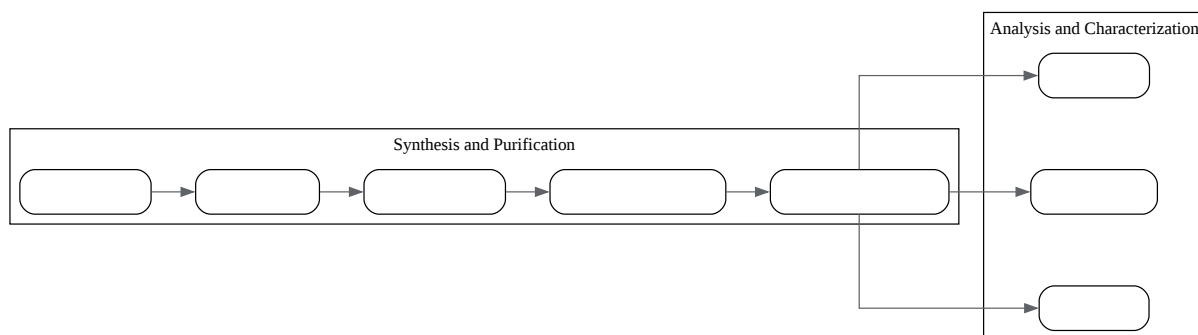 Analysis and Characterization
Synthesis and Purification